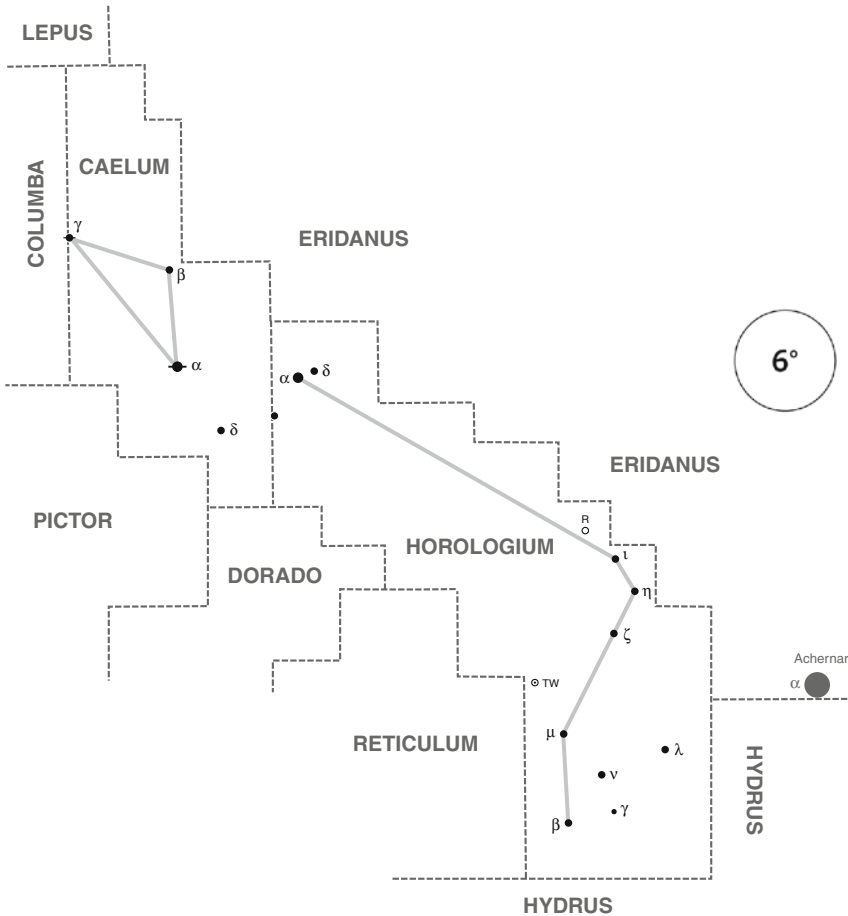 LEPUS
CAELUM
COLUMBA
γ
ERIDANUS
β
α
α
δ
6°
δ
ERIDANUS
PICTOR
R
HOROLOGIUM
ι
DORADO
η
ζ
Achernar
α
TW
RETICULUM
μ
λ
HYDRUS
ν
γ
β
HYDRUS